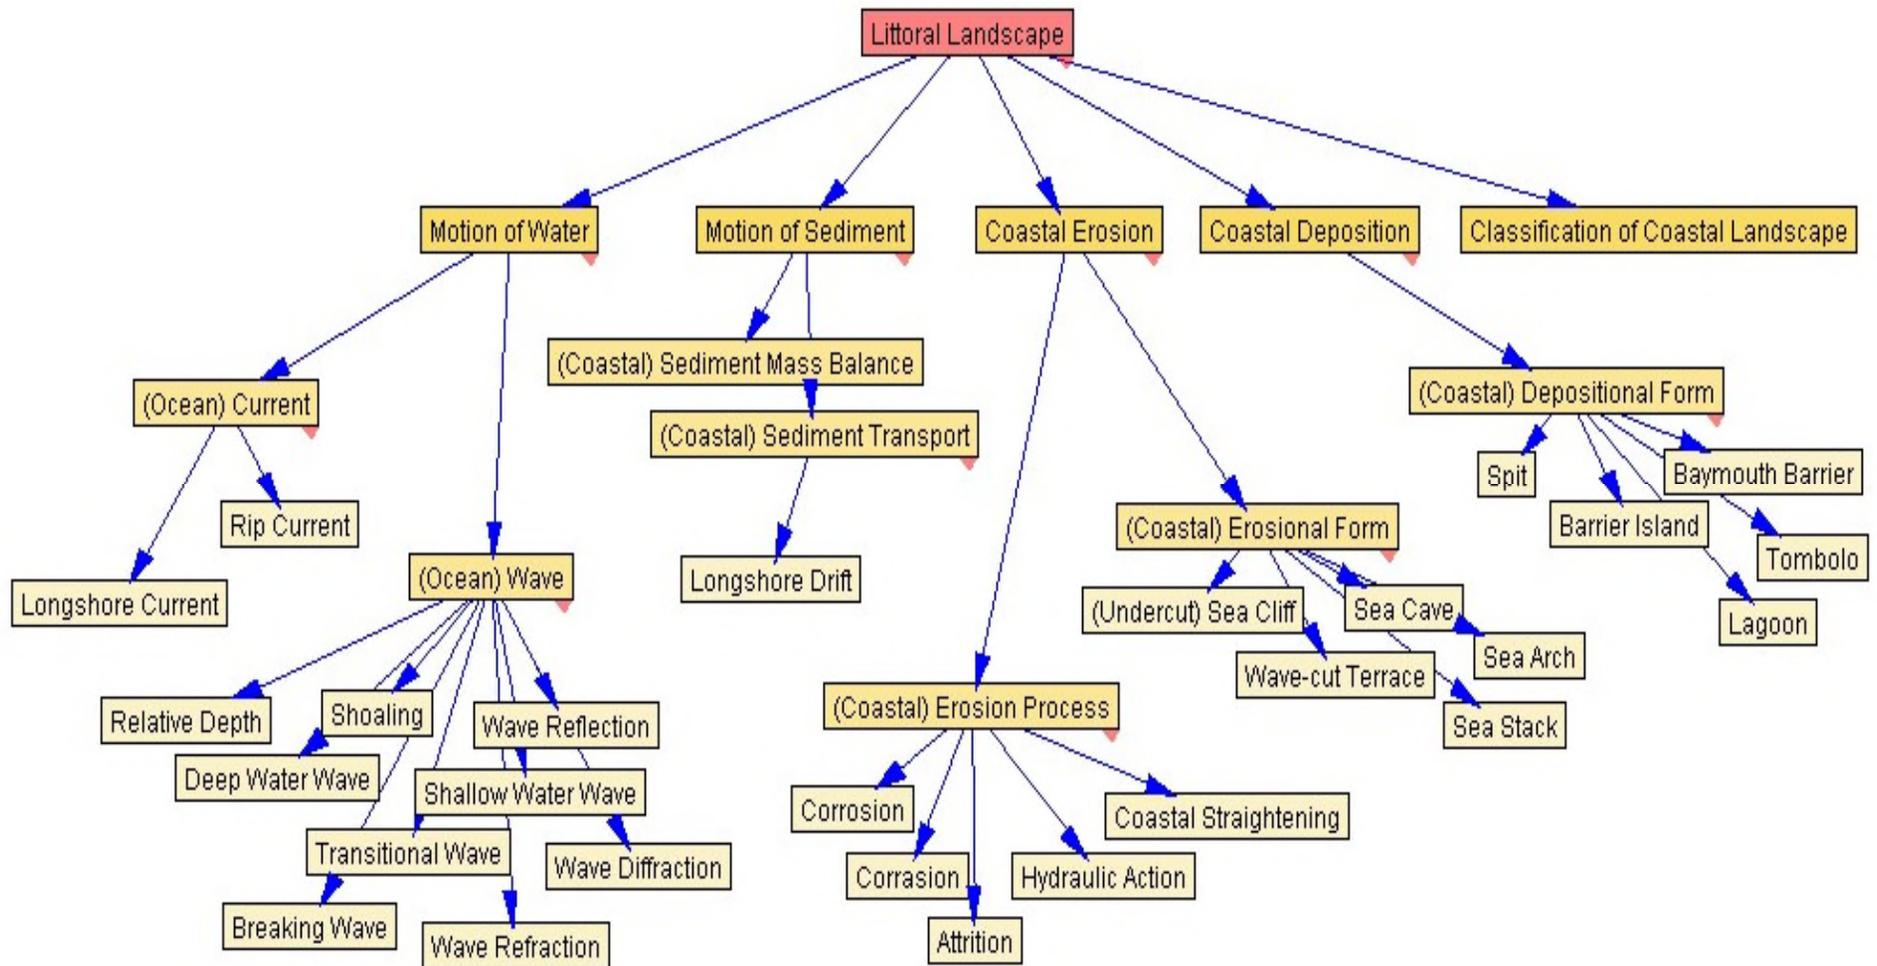 Littoral Landscape
Motion of Water
Motion of Sediment
Coastal Erosion
Coastal Deposition
Classification of Coastal Landscape
(Coastal) Sediment Mass Balance
(Ocean) Current
(Coastal) Depositional Form
(Coastal) Sediment Transport
Spit
Baymouth Barrier
Rip Current
(Coastal) Erosional Form
Barrier Island
Tombolo
Longshore Current
(Ocean) Wave
Longshore Drift
(Undercut) Sea Cliff
Sea Cave
Lagoon
Sea Arch
Wave-cut Terrace
Relative Depth
Shoaling
Wave Reflection
(Coastal) Erosion Process
Sea Stack
Deep Water Wave
Shallow Water Wave
Corrosion
Coastal Straightening
Transitional Wave
Wave Diffraction
Corrasion
Hydraulic Action
Breaking Wave
Wave Refraction
Attrition